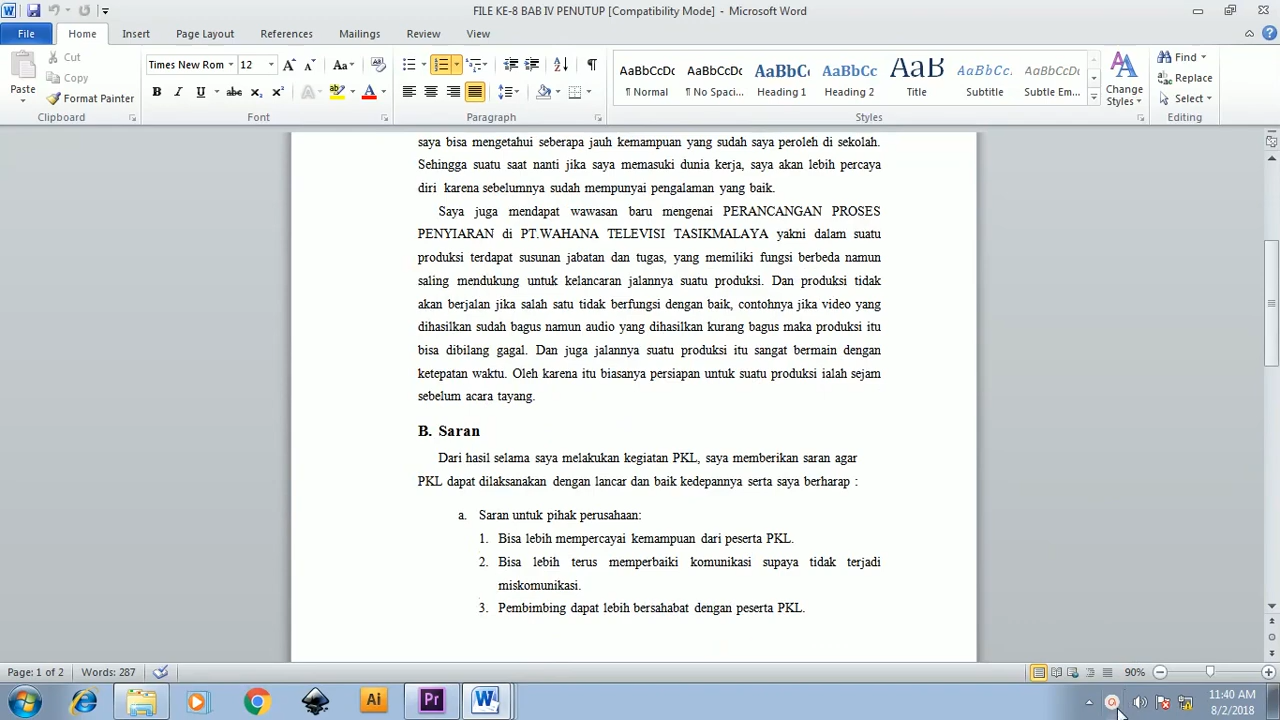 FILE KE-8 BAB IV PENUTUP [Compatibility Mode] - Microsoft Word
File Home Insert Page Layout References Mailings Review View
Paste
Cut
Copy
Format Painter
Clipboard
Times New Rom 12
Font
Paragraph
AaBbCcDc AaBbCcDc AaBbCc AaBbCc AaB AaBbCc. AaBbCcDc
¶ Normal ¶ No Spaci... Heading 1 Heading 2 Title Subtitle Subtle Em...
Styles
Change
Styles
Find
Replace
Select
Editing
saya bisa mengetahui seberapa jauh kemampuan yang sudah saya peroleh di sekolah.
Sehingga suatu saat nanti jika saya memasuki dunia kerja, saya akan lebih percaya
diri karena sebelumnya sudah mempunyai pengalaman yang baik.
Saya juga mendapat wawasan baru mengenai PERANCANGAN PROSES
PENYIARAN di PT.WAHANA TELEVISI TASIKMALAYA yakni dalam suatu
produksi terdapat susunan jabatan dan tugas, yang memiliki fungsi berbeda namun
saling mendukung untuk kelancaran jalannya suatu produksi. Dan produksi tidak
akan berjalan jika salah satu tidak berfungsi dengan baik, contohnya jika video yang
dihasilkan sudah bagus namun audio yang dihasilkan kurang bagus maka produksi itu
bisa dibilang gagal. Dan juga jalannya suatu produksi itu sangat bermain dengan
ketepatan waktu. Oleh karena itu biasanya persiapan untuk suatu produksi ialah sejam
sebelum acara tayang.
B. Saran
Dari hasil selama saya melakukan kegiatan PKL, saya memberikan saran agar
PKL dapat dilaksanakan dengan lancar dan baik kedepannya serta saya berharap :
a. Saran untuk pihak perusahaan:
1. Bisa lebih mempercayai kemampuan dari peserta PKL.
2. Bisa lebih terus memperbaiki komunikasi supaya tidak terjadi
miskomunikasi.
3. Pembimbing dapat lebih bersahabat dengan peserta PKL.
Page: 1 of 2 Words: 287 90%
11:40 AM
8/2/2018